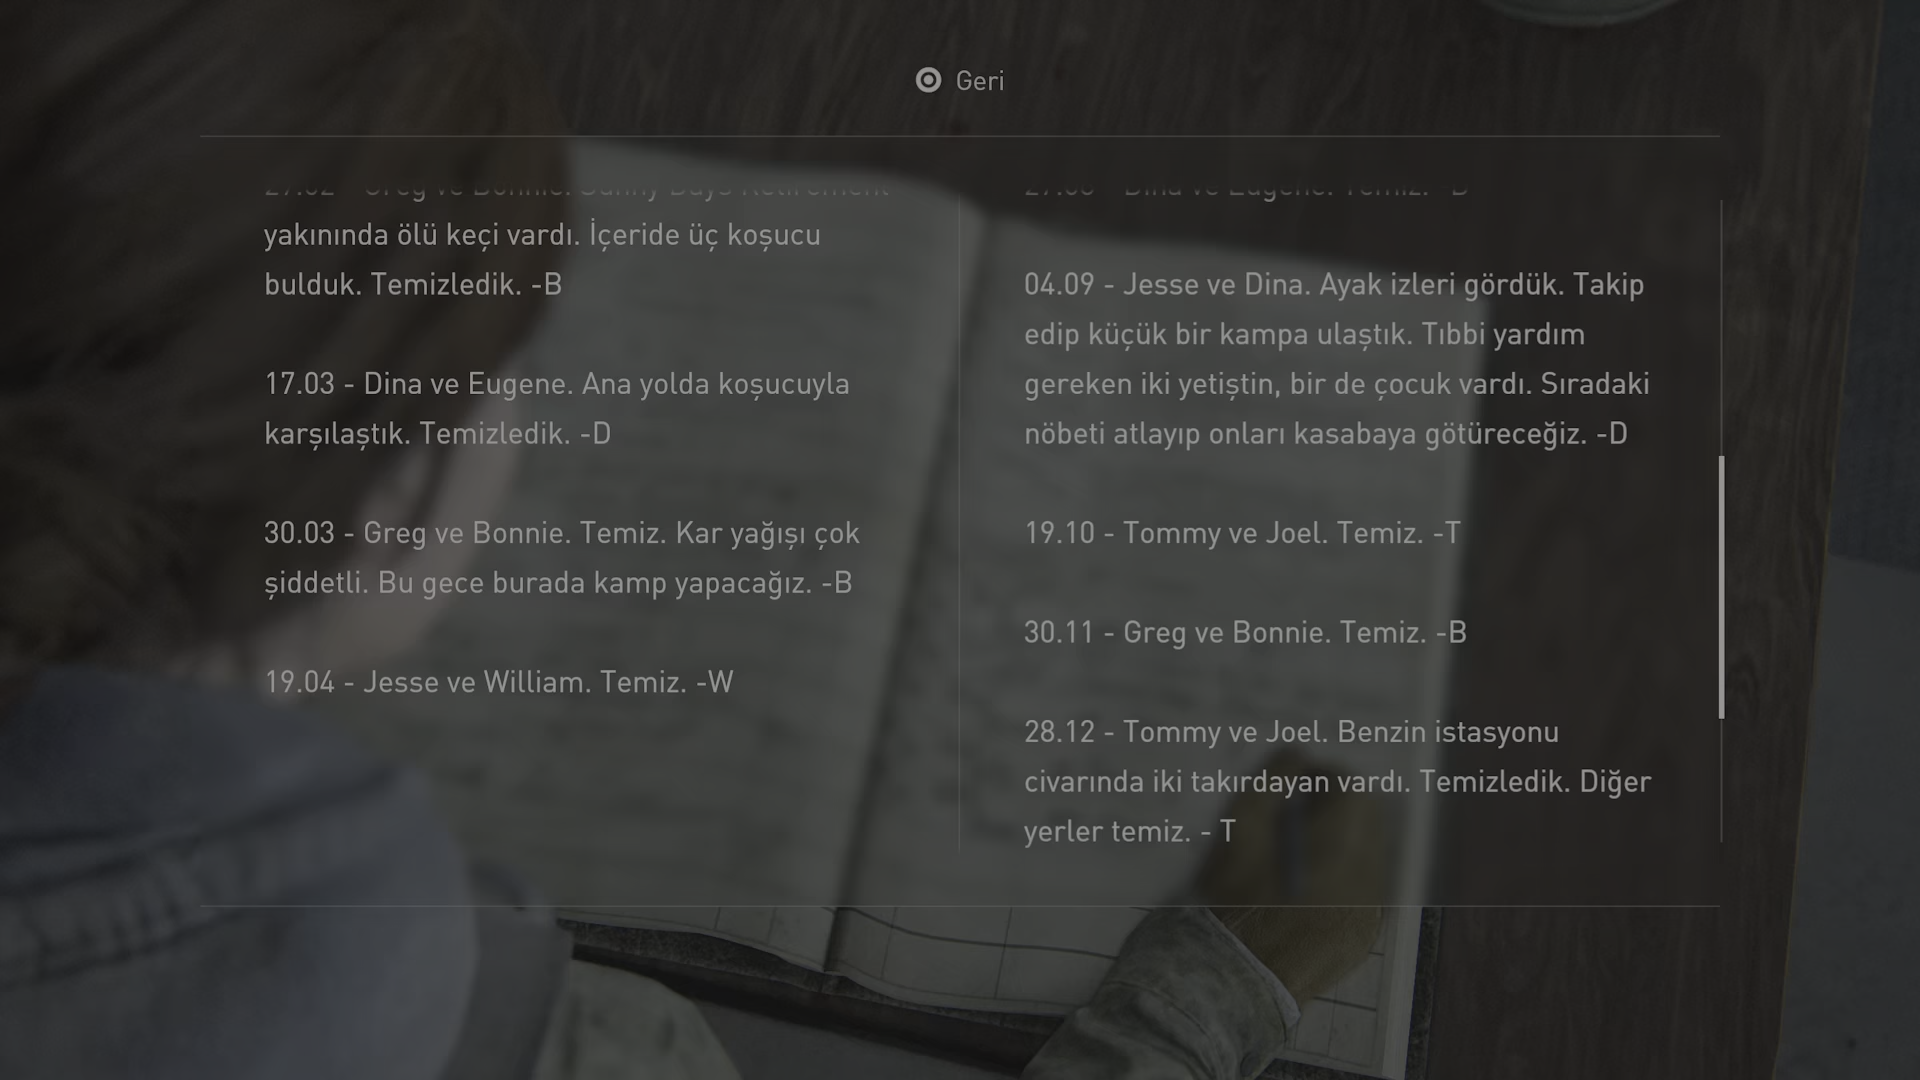 Geri
yakınında ölü keçi vardı. İçeride üç koşucu
bulduk. Temizledik. -B
17.03 - Dina ve Eugene. Ana yolda koşucuyla
karşılaştık. Temizledik. -D
30.03 - Greg ve Bonnie. Temiz. Kar yağışı çok
şiddetli. Bu gece burada kamp yapacağız. -B
19.04 - Jesse ve William. Temiz. -W
Dina ve Eugene. Temiz. -D
04.09 - Jesse ve Dina. Ayak izleri gördük. Takip
edip küçük bir kampa ulaştık. Tıbbi yardım
gereken iki yetiştin, bir de çocuk vardı. Sıradaki
nöbeti atlayıp onları kasabaya götüreceğiz. -D
19.10 - Tommy ve Joel. Temiz. -T
30.11 - Greg ve Bonnie. Temiz. -B
28.12 - Tommy ve Joel. Benzin istasyonu
civarında iki takırdayan vardı. Temizledik. Diğer
yerler temiz. - T